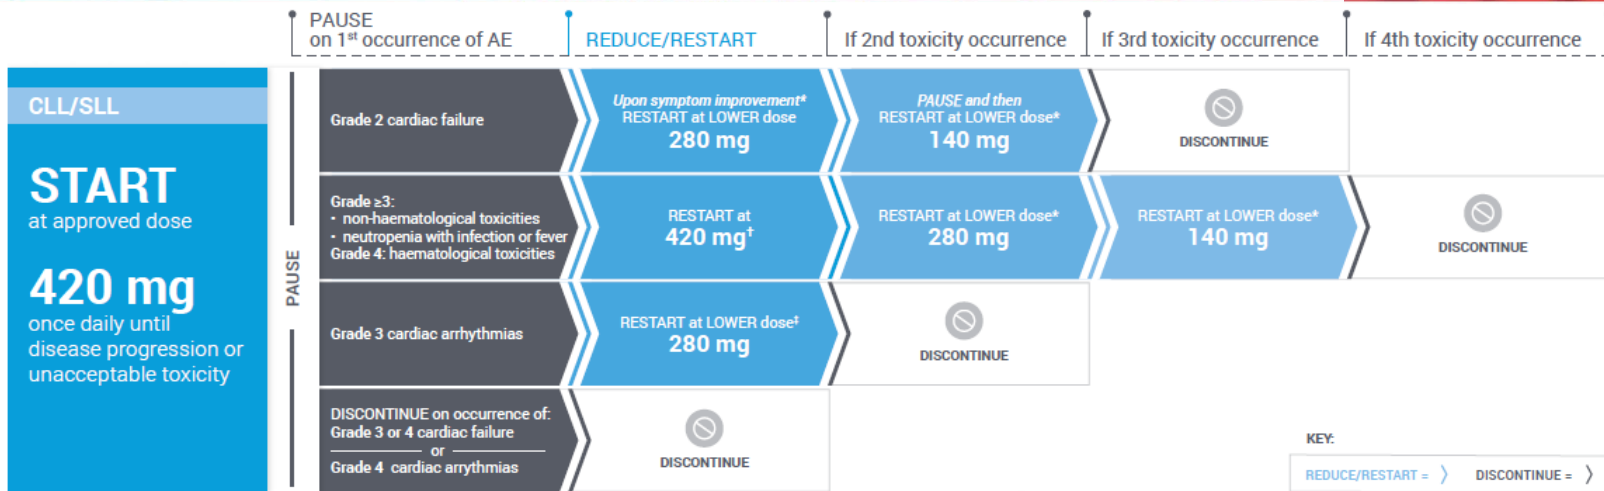 PAUSE
on 1st occurrence of AE
REDUCE/RESTART
If 2nd toxicity occurrence
If 3rd toxicity occurrence
If 4th toxicity occurrence
CLL/SLL
START
at approved dose
420 mg
once daily until
disease progression or
unacceptable toxicity
PAUSE
Grade 2 cardiac failure
Upon symptom improvement*
RESTART at LOWER dose
280 mg
PAUSE and then
RESTART at LOWER dose*
140 mg
DISCONTINUE
Grade ≥3:
• non-haematological toxicities
• neutropenia with infection or fever
Grade 4: haematological toxicities
RESTART at
420 mg†
RESTART at LOWER dose*
280 mg
RESTART at LOWER dose*
140 mg
DISCONTINUE
Grade 3 cardiac arrhythmias
RESTART at LOWER dose‡
280 mg
DISCONTINUE
DISCONTINUE on occurrence of:
Grade 3 or 4 cardiac failure
or
Grade 4 cardiac arrythmias
DISCONTINUE
KEY:
REDUCE/RESTART = 〉 DISCONTINUE = 〉